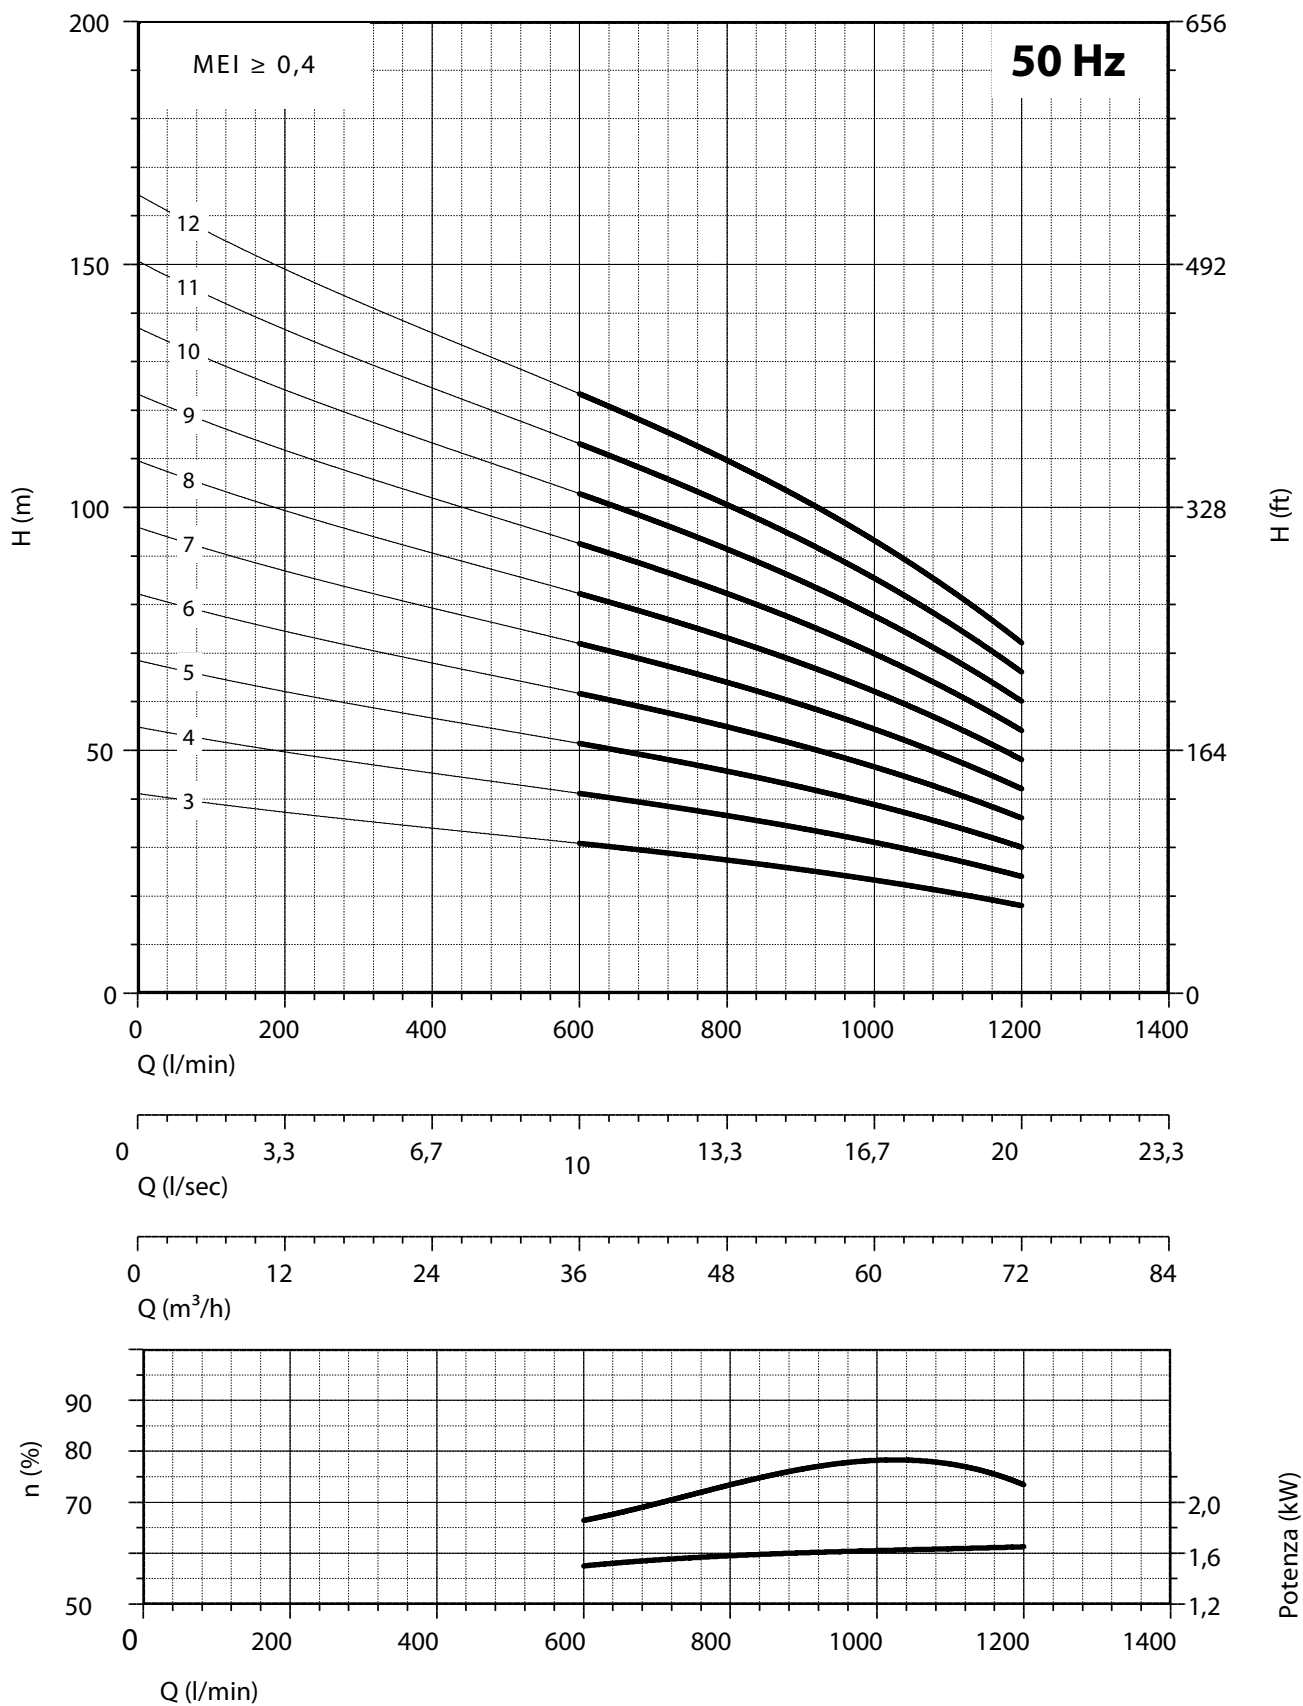 200
656
MEI ≥ 0,4
50 Hz
12
150
492
11
10
9
8
100
328
H (m)
H (ft)
7
6
5
50
164
4
3
0
0
0 200 400 600 800 1000 1200 1400
Q (l/min)
0 3,3 6,7 10 13,3 16,7 20 23,3
Q (l/sec)
0 12 24 36 48 60 72 84
Q (m³/h)
90
80
n (%)
70
2,0
Potenza (kW)
1,6
50
1,2
0 200 400 600 800 1000 1200 1400
Q (l/min)